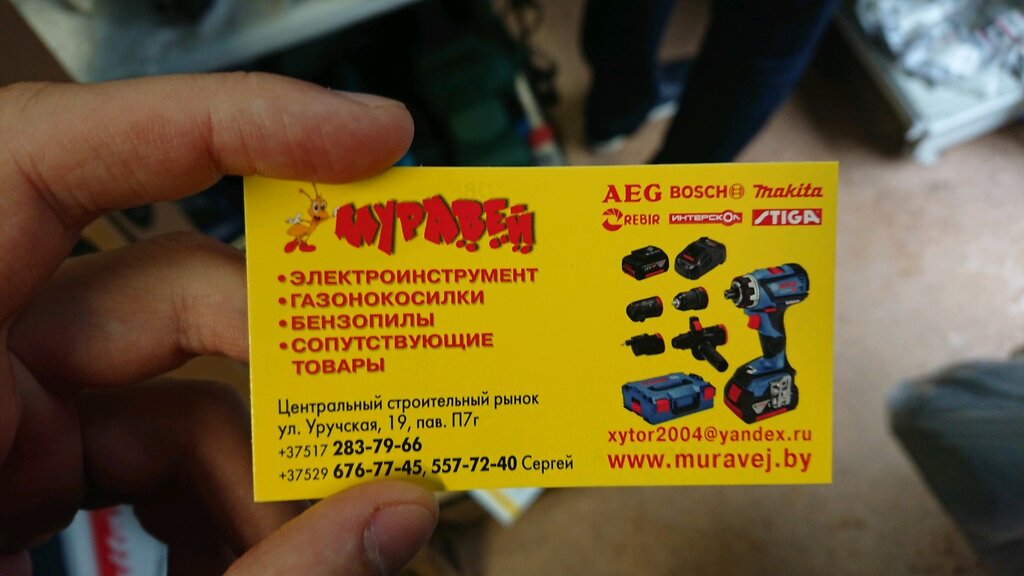 МУРАВЕЙ
• ЭЛЕКТРОИНСТРУМЕНТ
• ГАЗОНОКОСИЛКИ
• БЕНЗОПИЛЫ
• СОПУТСТВУЮЩИЕ
ТОВАРЫ
Центральный строительный рынок
ул. Уручская, 19, пав. П7г
+37517 283-79-66
+37529 676-77-45, 557-72-40 Сергей
AEG BOSCH makita
REBIR ИНТЕРСКОЛ STIGA
xytor2004@yandex.ru
www.muravej.by